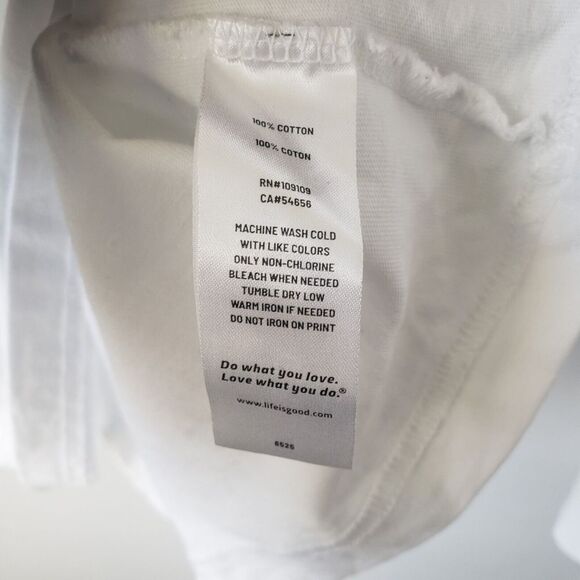 100% COTTON
100% COTON
RN#109109
CA#54656
MACHINE WASH COLD
WITH LIKE COLORS
ONLY NON-CHLORINE
BLEACH WHEN NEEDED
TUMBLE DRY LOW
WARM IRON IF NEEDED
DO NOT IRON ON PRINT
Do what you love.
Love what you do.®
www.lifeisgood.com
6525